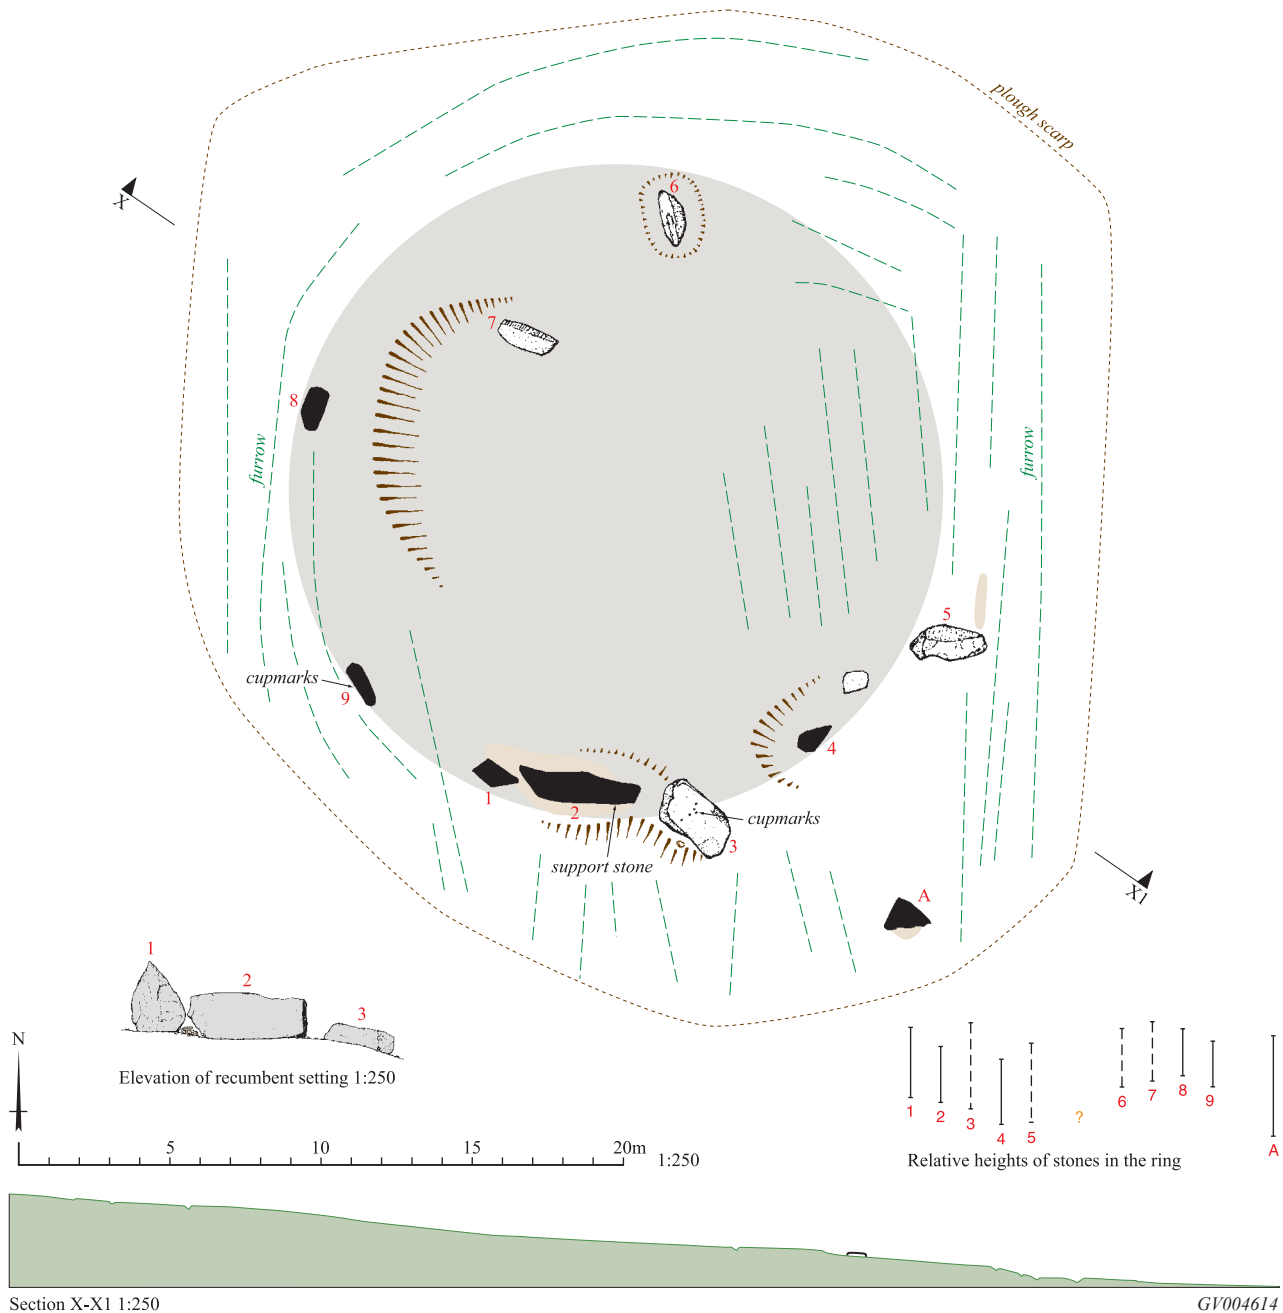 plough scarp
X
6
7
8
furrow
furrow
5
cupmarks
9
4
1
2
3
cupmarks
support stone
A
X1
1
2
3
Elevation of recumbent setting 1:250
N
5 10 15 20m 1:250
1 2 3 4 5 ? 6 7 8 9 A
Relative heights of stones in the ring
Section X-X1 1:250
GV004614